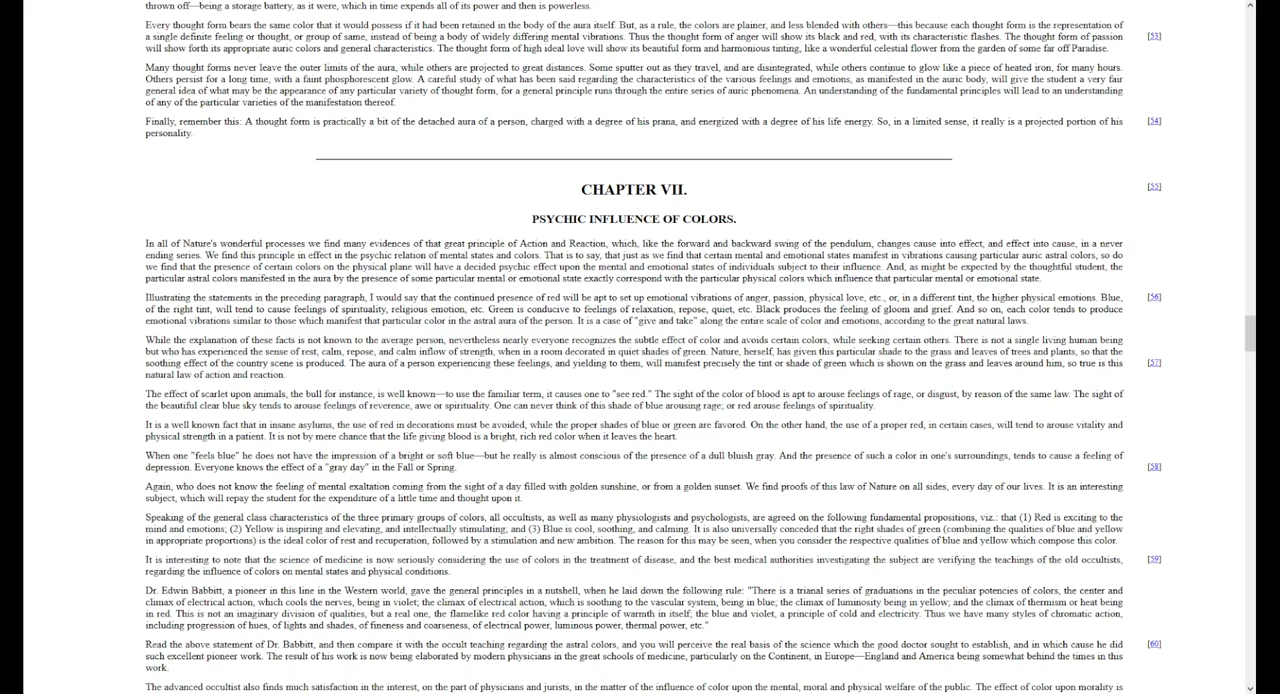 thrown off—being a storage battery, as it were, which in time expends all of its power and then is powerless.
Every thought form bears the same color that it would possess if it had been retained in the body of the aura itself. But, as a rule, the colors are plainer, and less blended with others—this because each thought form is the representation of
a single definite feeling or thought, or group of same, instead of being a body of widely differing mental vibrations. Thus the thought form of anger will show its black and red, with its characteristic flashes. The thought form of passion [53]
will show forth its appropriate auric colors and general characteristics. The thought form of high ideal love will show its beautiful form and harmonious tinting, like a wonderful celestial flower from the garden of some far off Paradise.
Many thought forms never leave the outer limits of the aura, while others are projected to great distances. Some sputter out as they travel, and are disintegrated, while others continue to glow like a piece of heated iron, for many hours.
Others persist for a long time, with a faint phosphorescent glow. A careful study of what has been said regarding the characteristics of the various feelings and emotions, as manifested in the auric body, will give the student a very fair
general idea of what may be the appearance of any particular variety of thought form, for a general principle runs through the entire series of auric phenomena. An understanding of the fundamental principles will lead to an understanding
of any of the particular varieties of the manifestation thereof.
Finally, remember this: A thought form is practically a bit of the detached aura of a person, charged with a degree of his prana, and energized with a degree of his life energy. So, in a limited sense, it really is a projected portion of his [54]
personality.
CHAPTER VII. [55]
PSYCHIC INFLUENCE OF COLORS.
In all of Nature's wonderful processes we find many evidences of that great principle of Action and Reaction, which, like the forward and backward swing of the pendulum, changes cause into effect, and effect into cause, in a never
ending series. We find this principle in effect in the psychic relation of mental states and colors. That is to say, that just as we find that certain mental and emotional states manifest in vibrations causing particular auric astral colors, so do
we find that the presence of certain colors on the physical plane will have a decided psychic effect upon the mental and emotional states of individuals subject to their influence. And, as might be expected by the thoughtful student, the
particular astral colors manifested in the aura by the presence of some particular mental or emotional state exactly correspond with the particular physical colors which influence that particular mental or emotional state.
Illustrating the statements in the preceding paragraph, I would say that the continued presence of red will be apt to set up emotional vibrations of anger, passion, physical love, etc., or, in a different tint, the higher physical emotions. Blue, [56]
of the right tint, will tend to cause feelings of spirituality, religious emotion, etc. Green is conducive to feelings of relaxation, repose, quiet, etc. Black produces the feeling of gloom and grief. And so on, each color tends to produce
emotional vibrations similar to those which manifest that particular color in the astral aura of the person. It is a case of "give and take" along the entire scale of color and emotions, according to the great natural laws.
While the explanation of these facts is not known to the average person, nevertheless nearly everyone recognizes the subtle effect of color and avoids certain colors, while seeking certain others. There is not a single living human being
but who has experienced the sense of rest, calm, repose, and calm inflow of strength, when in a room decorated in quiet shades of green. Nature, herself, has given this particular shade to the grass and leaves of trees and plants, so that the
soothing effect of the country scene is produced. The aura of a person experiencing these feelings, and yielding to them, will manifest precisely the tint or shade of green which is shown on the grass and leaves around him, so true is this [57]
natural law of action and reaction.
The effect of scarlet upon animals, the bull for instance, is well known—to use the familiar term, it causes one to "see red." The sight of the color of blood is apt to arouse feelings of rage, or disgust, by reason of the same law. The sight of
the beautiful clear blue sky tends to arouse feelings of reverence, awe or spirituality. One can never think of this shade of blue arousing rage; or red arouse feelings of spirituality.
It is a well known fact that in insane asylums, the use of red in decorations must be avoided, while the proper shades of blue or green are favored. On the other hand, the use of a proper red, in certain cases, will tend to arouse vitality and
physical strength in a patient. It is not by mere chance that the life giving blood is a bright, rich red color when it leaves the heart.
When one "feels blue" he does not have the impression of a bright or soft blue—but he really is almost conscious of the presence of a dull bluish gray. And the presence of such a color in one's surroundings, tends to cause a feeling of
depression. Everyone knows the effect of a "gray day" in the Fall or Spring. [58]
Again, who does not know the feeling of mental exaltation coming from the sight of a day filled with golden sunshine, or from a golden sunset. We find proofs of this law of Nature on all sides, every day of our lives. It is an interesting
subject, which will repay the student for the expenditure of a little time and thought upon it.
Speaking of the general class characteristics of the three primary groups of colors, all occultists, as well as many physiologists and psychologists, are agreed on the following fundamental propositions, viz.: that (1) Red is exciting to the
mind and emotions; (2) Yellow is inspiring and elevating, and intellectually stimulating; and (3) Blue is cool, soothing, and calming. It is also universally conceded that the right shades of green (combining the qualities of blue and yellow
in appropriate proportions) is the ideal color of rest and recuperation, followed by a stimulation and new ambition. The reason for this may be seen, when you consider the respective qualities of blue and yellow which compose this color.
It is interesting to note that the science of medicine is now seriously considering the use of colors in the treatment of disease, and the best medical authorities investigating the subject are verifying the teachings of the old occultists, [59]
regarding the influence of colors on mental states and physical conditions.
Dr. Edwin Babbitt, a pioneer in this line in the Western world, gave the general principles in a nutshell, when he laid down the following rule: "There is a trianal series of graduations in the peculiar potencies of colors, the center and
climax of electrical action, which cools the nerves, being in violet; the climax of electrical action, which is soothing to the vascular system, being in blue; the climax of luminosity being in yellow; and the climax of thermism or heat being
in red. This is not an imaginary division of qualities, but a real one, the flamelike red color having a principle of warmth in itself; the blue and violet, a principle of cold and electricity. Thus we have many styles of chromatic action,
including progression of hues, of lights and shades, of fineness and coarseness, of electrical power, luminous power, thermal power, etc."
Read the above statement of Dr. Babbitt, and then compare it with the occult teaching regarding the astral colors, and you will perceive the real basis of the science which the good doctor sought to establish, and in which cause he did [60]
such excellent pioneer work. The result of his work is now being elaborated by modern physicians in the great schools of medicine, particularly on the Continent, in Europe—England and America being somewhat behind the times in this
work.
The advanced occultist also finds much satisfaction in the interest, on the part of physicians and jurists, in the matter of the influence of color upon the mental, moral and physical welfare of the public. The effect of color upon morality is